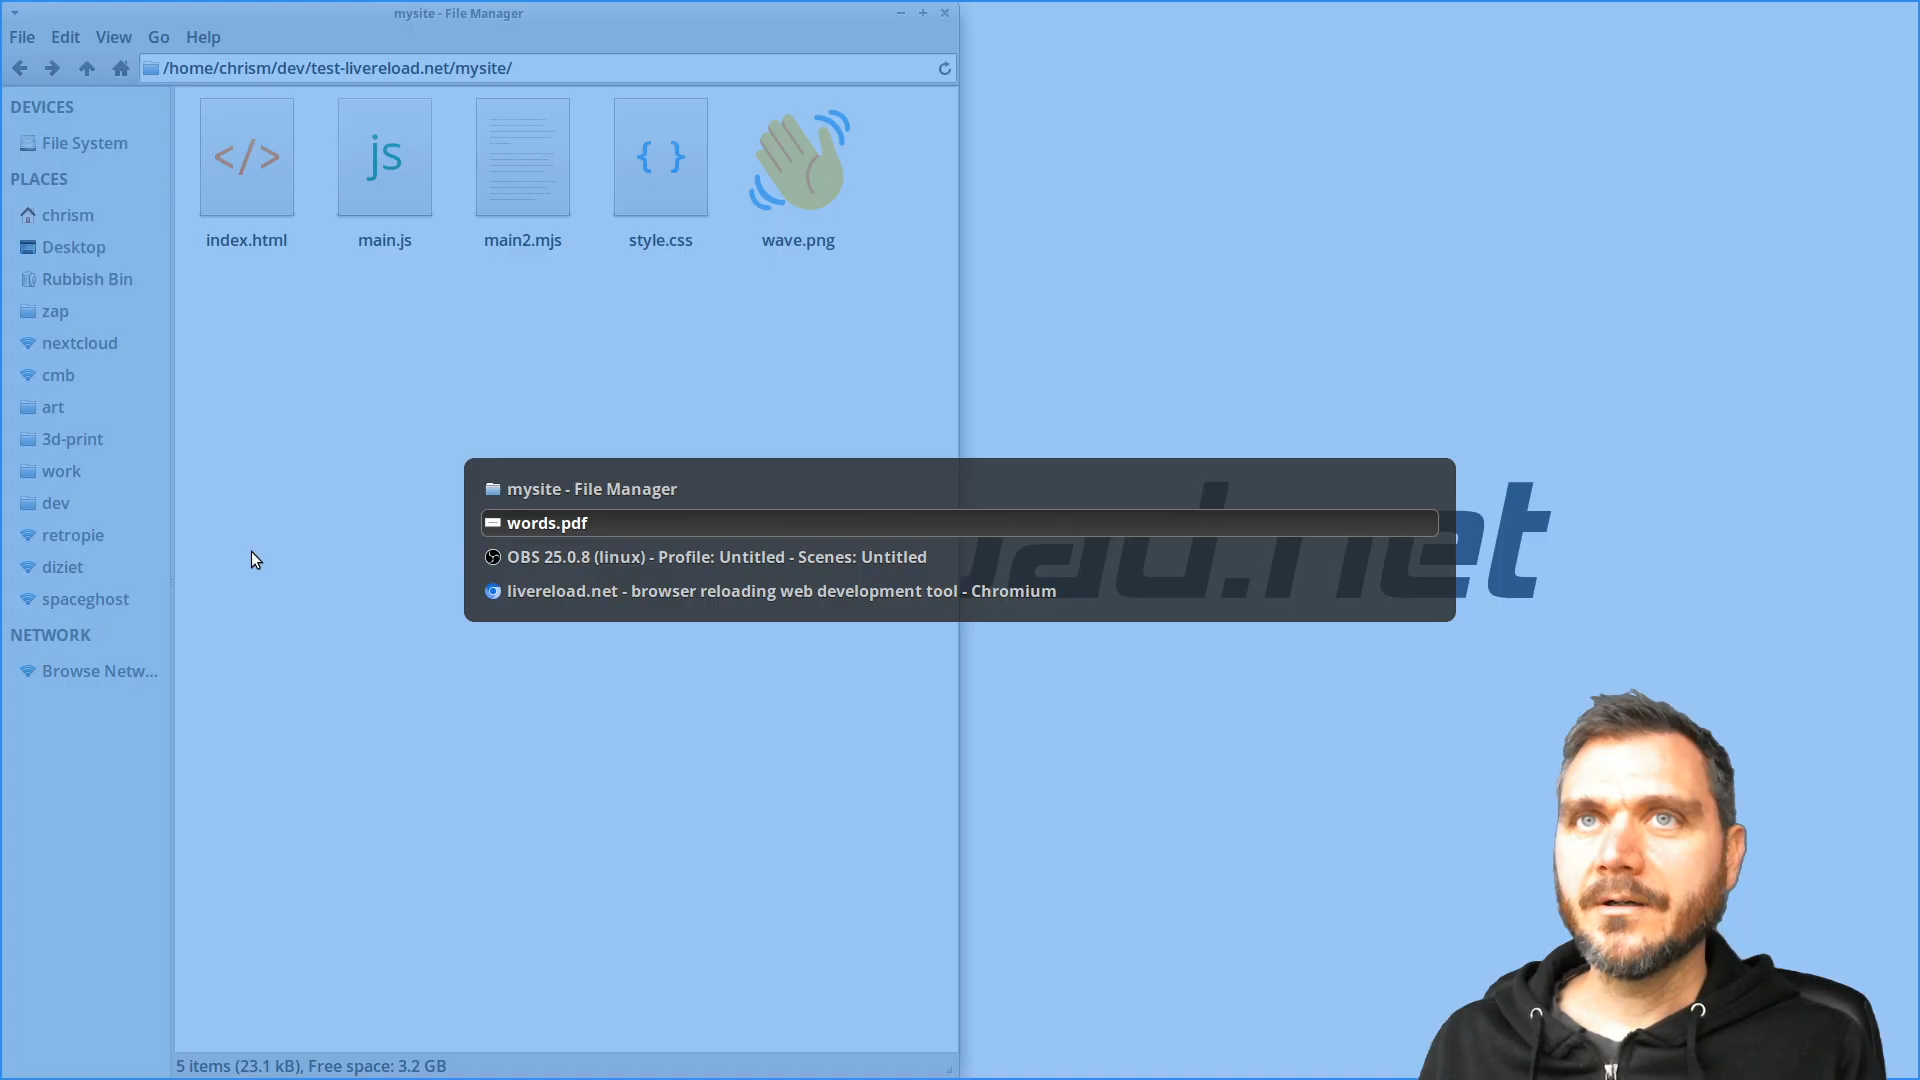 mysite - File Manager
File Edit View Go Help
/home/chrism/dev/test-livereload.net/mysite/
DEVICES
File System
PLACES
chrism
Desktop
Rubbish Bin
zap
nextcloud
cmb
art
3d-print
work
dev
retropie
diziet
spaceghost
NETWORK
Browse Netw...
</>
js
{ }
index.html
main.js
main2.mjs
style.css
wave.png
mysite - File Manager
words.pdf
OBS 25.0.8 (linux) - Profile: Untitled - Scenes: Untitled
livereload.net - browser reloading web development tool - Chromium
ad.net
5 items (23.1 kB), Free space: 3.2 GB